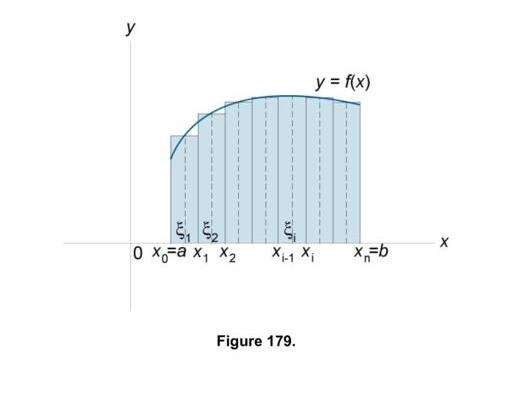 y
y = f(x)
ξ₁ ξ₂ ξᵢ
x
0 x₀=a x₁ x₂ xᵢ₋₁ xᵢ xₙ=b
Figure 179.